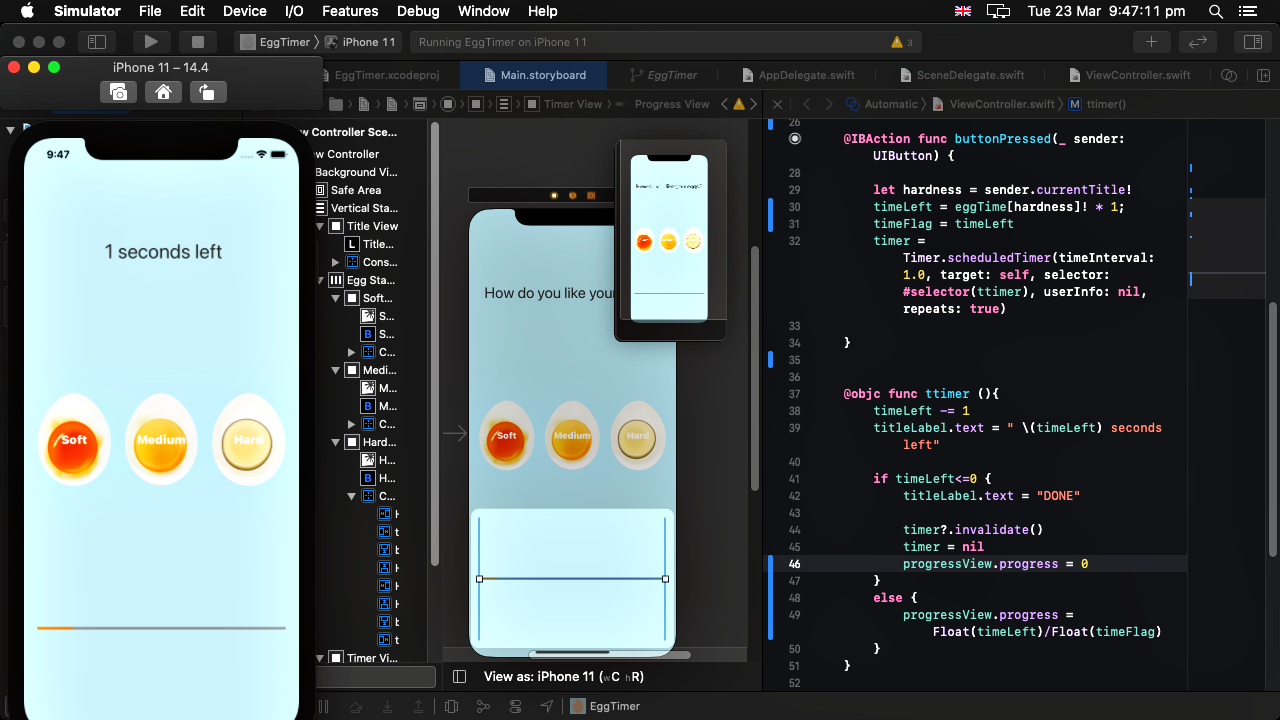 Simulator File Edit Device I/O Features Debug Window Help Tue 23 Mar 9:47:11 pm
EggTimer iPhone 11 Running EggTimer on iPhone 11 3
iPhone 11 – 14.4
EggTimer.xcodeproj Main.storyboard EggTimer AppDelegate.swift SceneDelegate.swift ViewController.swift
Timer View Progress View Automatic ViewController.swift M ttimer()
9:47
1 seconds left
Soft Medium Hard
w Controller Sce...
w Controller
Background Vi...
Safe Area
Vertical Sta...
Title View
L Title...
Cons...
Egg Sta...
Soft...
S...
B S...
C...
Medi...
M...
B M...
C...
Hard...
H...
B H...
C...
Timer Vi...
How do you like your
Soft Medium Hard
View as: iPhone 11 (wC hR)
26
@IBAction func buttonPressed(_ sender:
UIButton) {
28
29 let hardness = sender.currentTitle!
30 timeLeft = eggTime[hardness]! * 1;
31 timeFlag = timeLeft
32 timer =
Timer.scheduledTimer(timeInterval:
1.0, target: self, selector:
#selector(ttimer), userInfo: nil,
repeats: true)
33
34 }
35
36
37 @objc func ttimer (){
38 timeLeft -= 1
39 titleLabel.text = " \(timeLeft) seconds
left"
40
41 if timeLeft<=0 {
42 titleLabel.text = "DONE"
43
44 timer?.invalidate()
45 timer = nil
46 progressView.progress = 0
47 }
48 else {
49 progressView.progress =
Float(timeLeft)/Float(timeFlag)
50 }
51 }
52
EggTimer